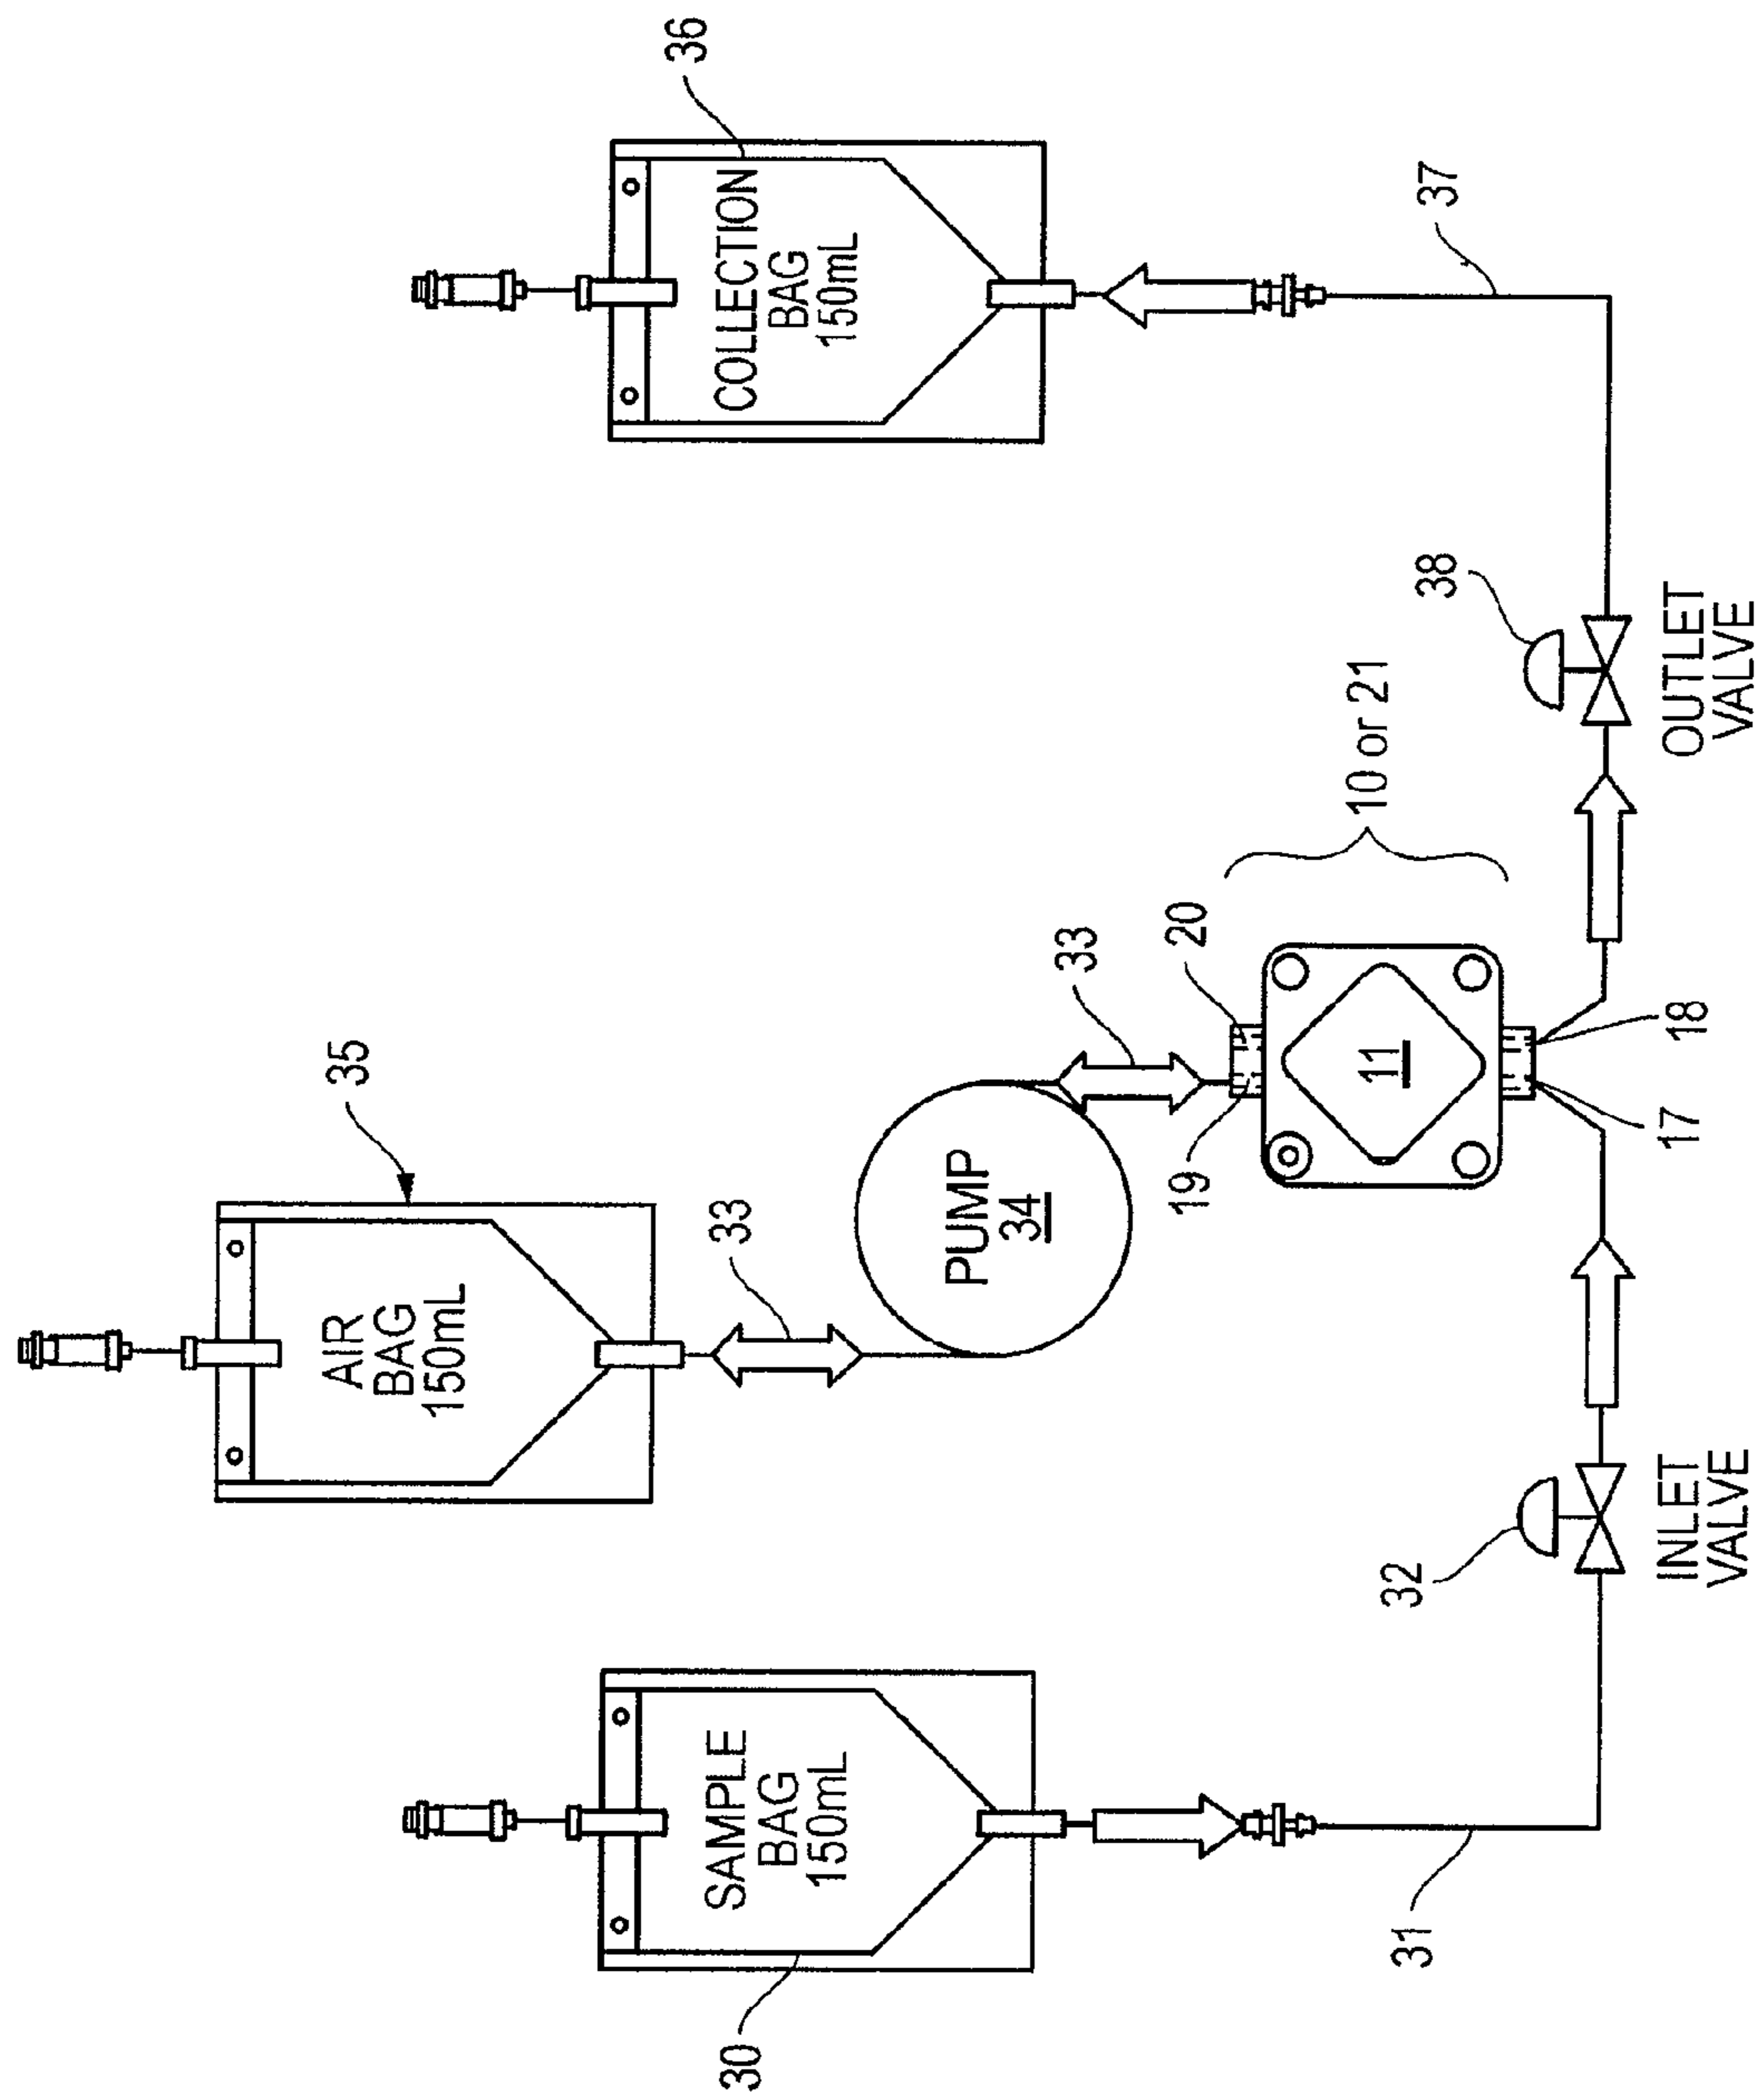 35
AIR
BAG
150mL
33
36
COLLECTION
BAG
150mL
30
SAMPLE
BAG
150mL
PUMP
34
33
19
20
10 or 21
11
17
18
31
32
INLET
VALVE
38
OUTLET
VALVE
37